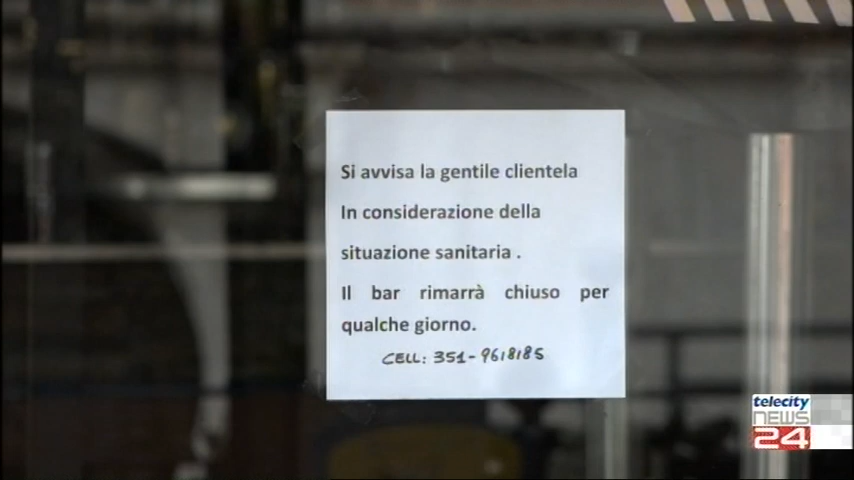 Si avvisa la gentile clientela
In considerazione della
situazione sanitaria .
Il bar rimarrà chiuso per
qualche giorno.
CELL: 351-9618185
telecity
NEWS
24